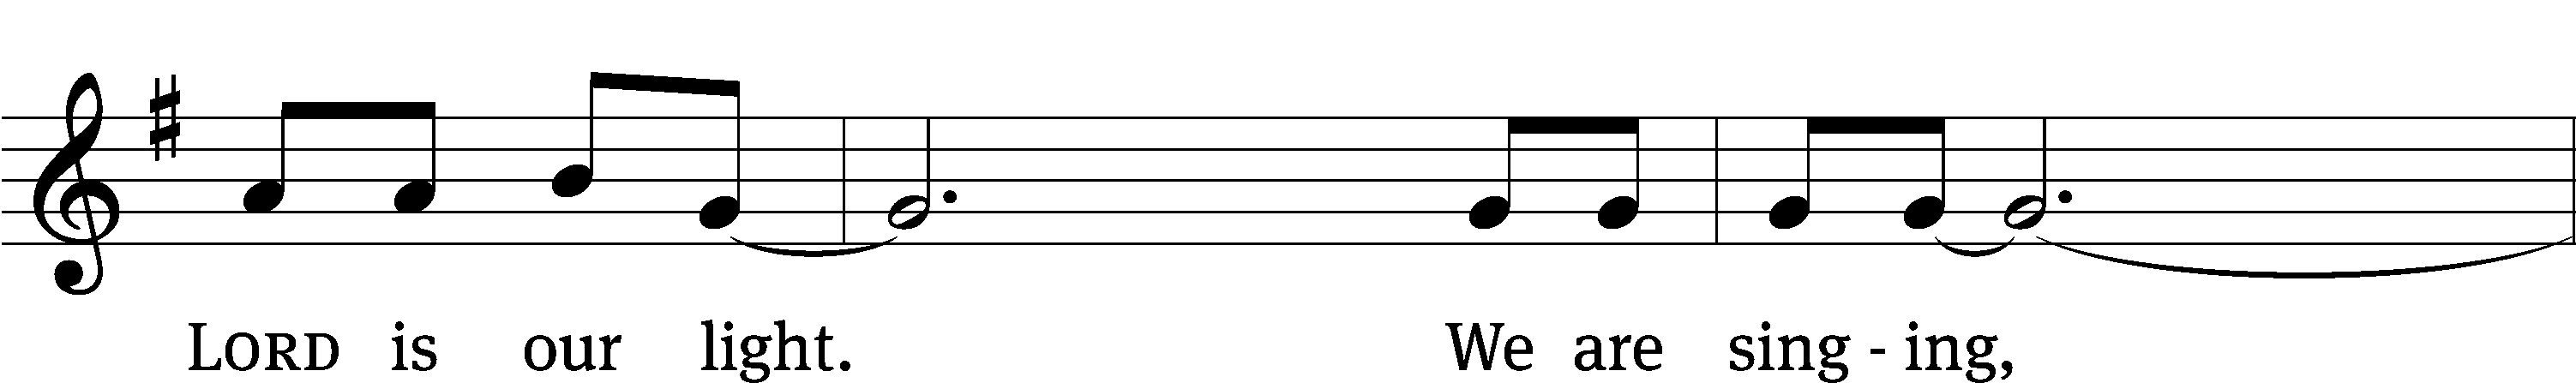 LORD is our light. We are sing - ing,